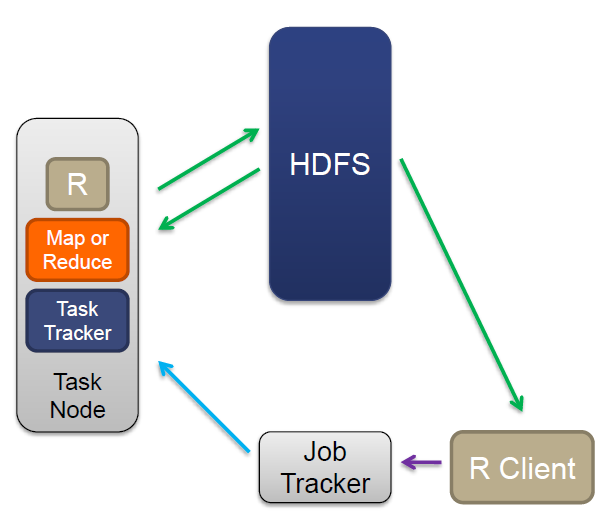 HDFS
R
Map or
Reduce
Task
Tracker
Task
Node
Job
Tracker
R Client